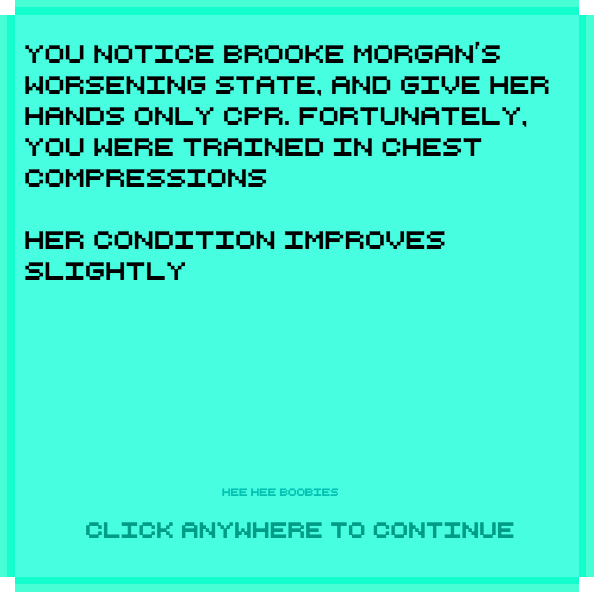 YOU NOTICE BROOKE MORGAN'S
WORSENING STATE, AND GIVE HER
HANDS ONLY CPR. FORTUNATELY,
YOU WERE TRAINED IN CHEST
COMPRESSIONS
HER CONDITION IMPROVES
SLIGHTLY
HEE HEE BOOBIES
CLICK ANYWHERE TO CONTINUE